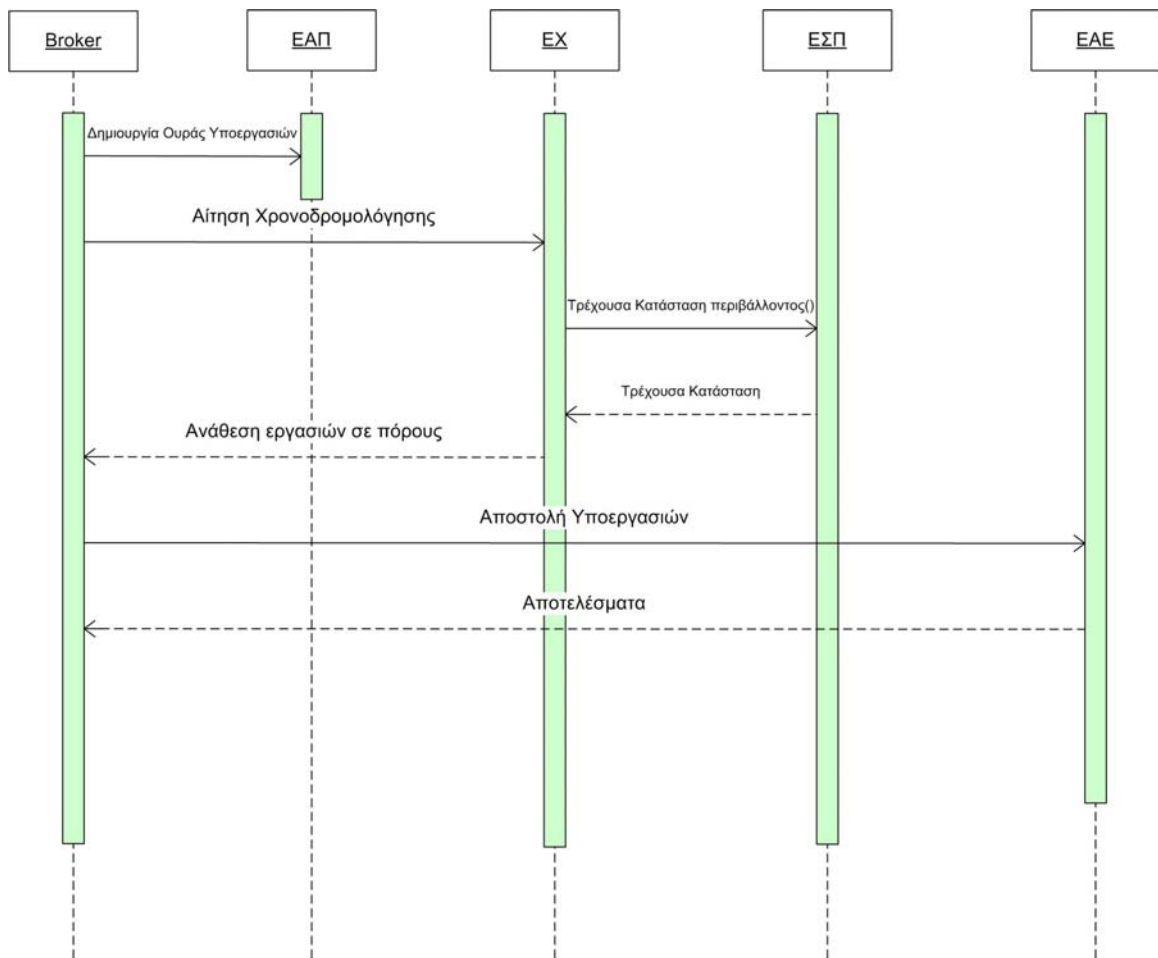 Broker
ΕΑΠ
ΕΧ
ΕΣΠ
ΕΑΕ
Δημιουργία Ουράς Υποεργασιών
Αίτηση Χρονοδρομολόγησης
Τρέχουσα Κατάσταση περιβάλλοντος()
Τρέχουσα Κατάσταση
Ανάθεση εργασιών σε πόρους
Αποστολή Υποεργασιών
Αποτελέσματα